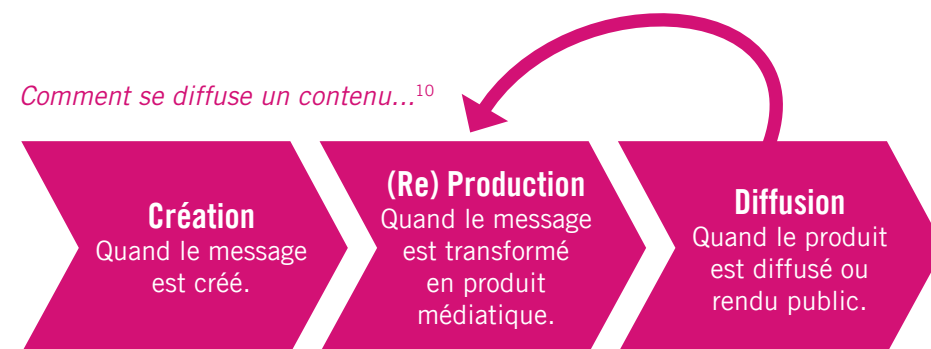 Comment se diffuse un contenu...10
Création
Quand le message
est créé.
(Re) Production
Quand le message
est transformé
en produit
médiatique.
Diffusion
Quand le produit
est diffusé ou
rendu public.